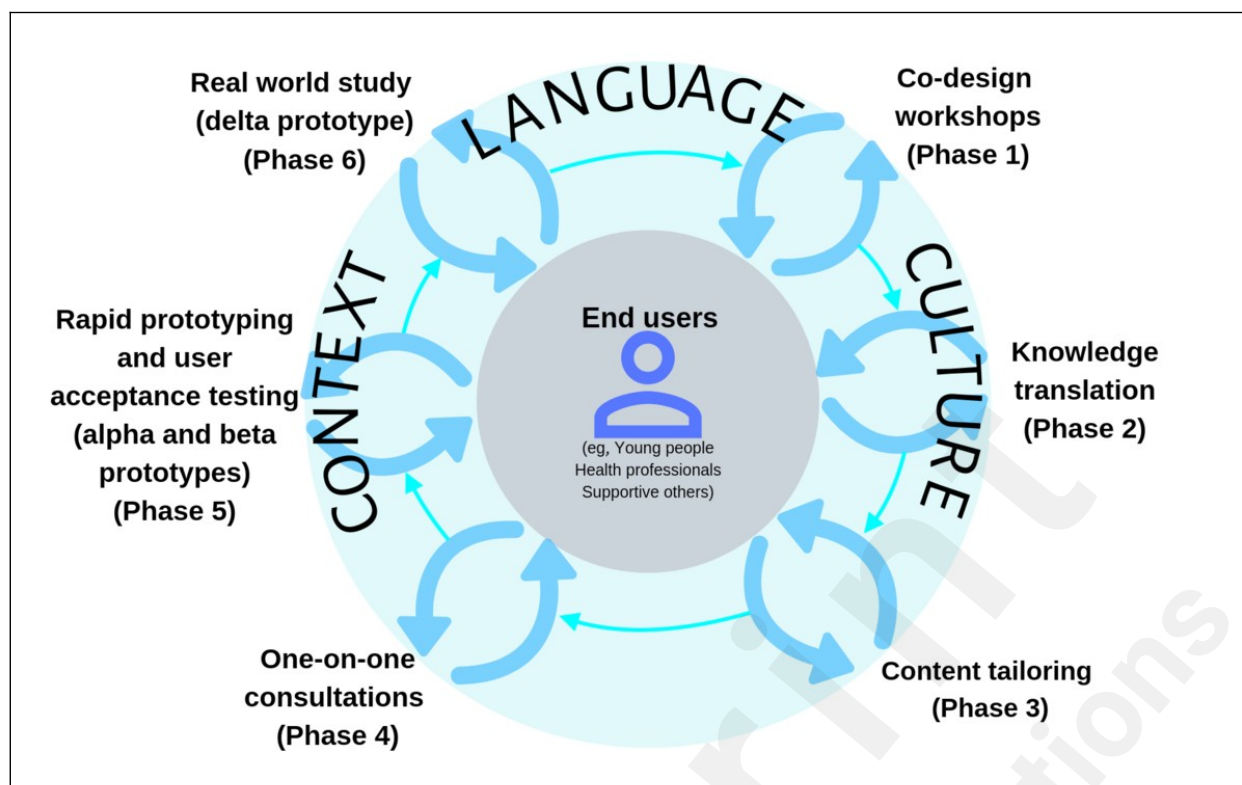 LANGUAGE
Real world study
(delta prototype)
(Phase 6)
Co-design
workshops
(Phase 1)
CONTEXT
CULTURE
Rapid prototyping
and user
acceptance testing
(alpha and beta
prototypes)
(Phase 5)
End users
(eg, Young people
Health professionals
Supportive others)
Knowledge
translation
(Phase 2)
One-on-one
consultations
(Phase 4)
Content tailoring
(Phase 3)